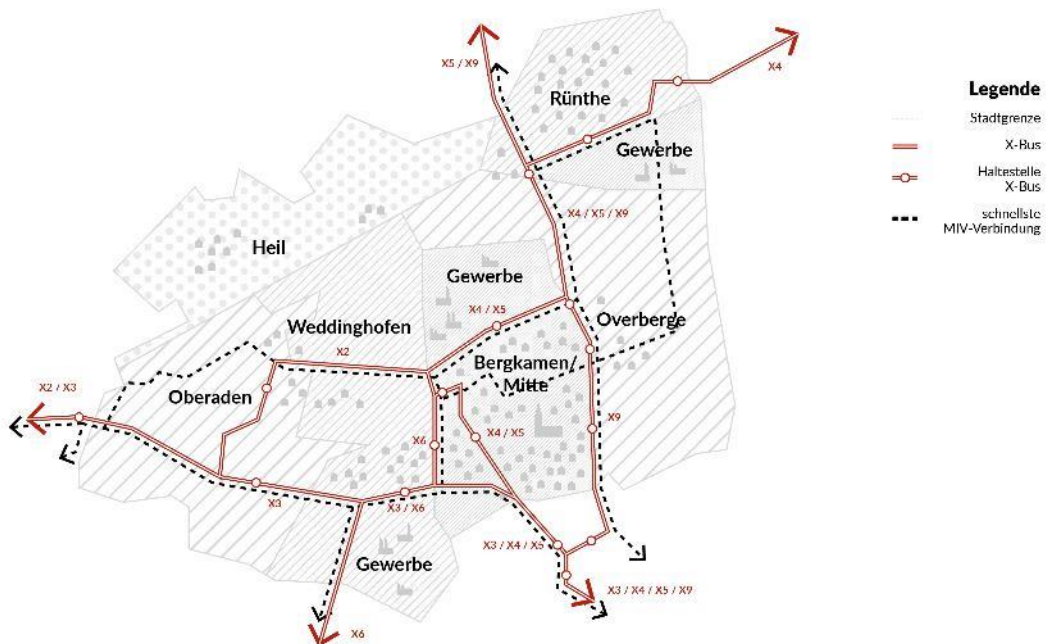 X5 / X9
X4
Rünthe
Gewerbe
X4 / X5 / X9
Heil
Gewerbe
X4 / X5
Weddinghofen
Overberge
X2
Bergkamen/
Mitte
X2 / X3
Oberaden
X6
X4 / X5
X9
X3
X3 / X6
X3 / X4 / X5
Gewerbe
X3 / X4 / X5 / X9
X6
Legende
Stadtgrenze
X-Bus
Haltestelle
X-Bus
schnellste
MIV-Verbindung